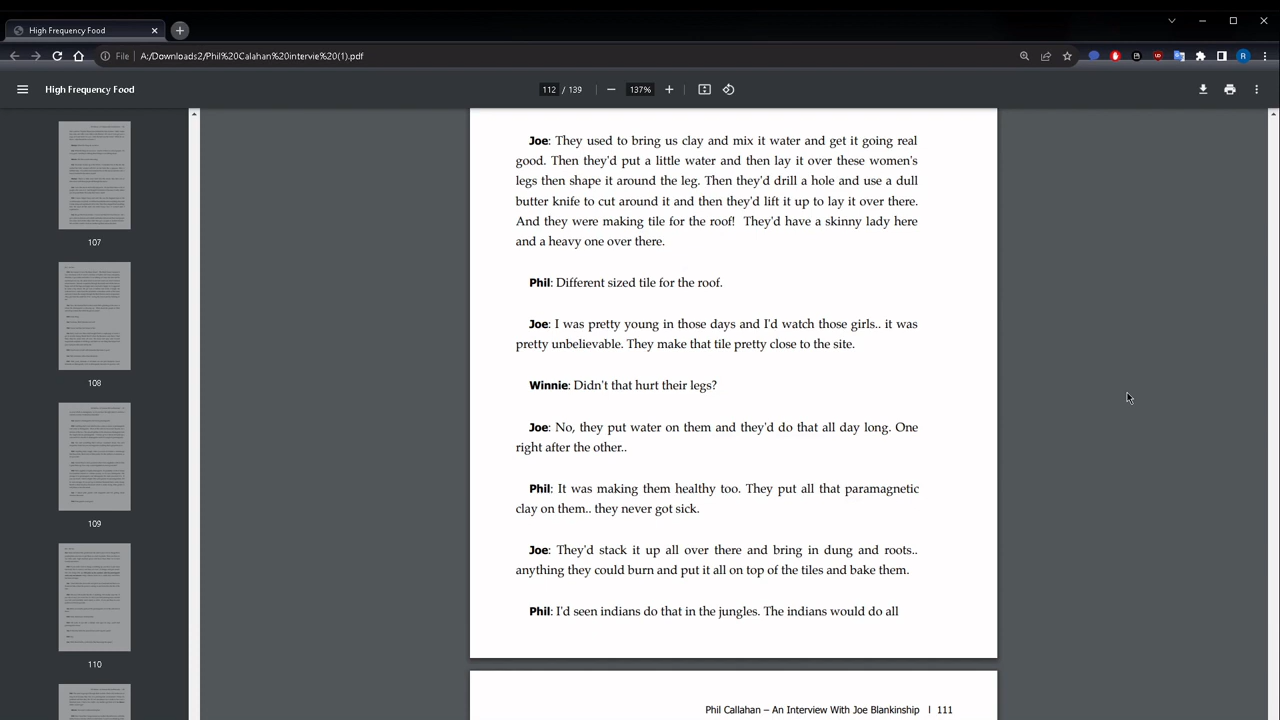 High Frequency Food
File
A:/Downloads2/Phil%20Calahan%20intervie%20(1).pdf
R
High Frequency Food
112 / 139
137%
107
108
109
110
Joe: They used to bring us clay and mix it water and get it going real
good. Then they'd put a little water and then lay it over these women's
legs then shape it around the leg. Then they'd drill a hole and use a dull
butter knife to cut around it and then they'd lift it up to lay it over there.
And they were making tile for the roof! They'd have a skinny lady here
and a heavy one over there.
Phil: Different sized tile for the roof.
Joe: I was pretty young in those days and I'd watch those girls.. it was
pretty unbelievable. They make that tile pretty close to the site.
Winnie: Didn't that hurt their legs?
Joe: No, they put water on them and they'd do that all day long. One
right after the other..
Phil: It was making them healthy too. They put all that paramagnetic
clay on them.. they never got sick.
Joe: They'd stack it up all over there and bring in dung and roots..
anything they could burn and put it all on top of the tiles and bake them.
Phil: I'd seen indians do that in the jungles. The indians would do all
Phil Callahan – An Interview With Joe Blankinship | 111